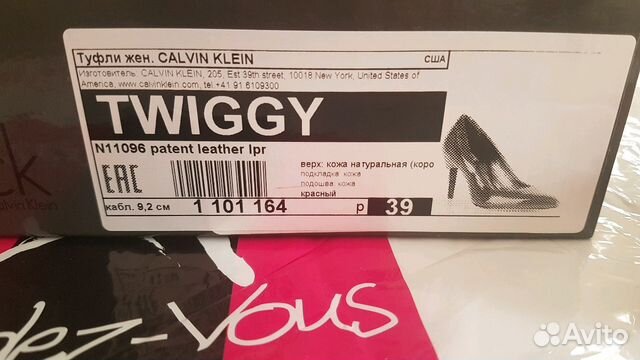 Туфли жен. CALVIN KLEIN
США
Изготовитель: CALVIN KLEIN, 205, Est 39th street, 10018 New York, United States of
America, www.calvinklein.com, tel.+41 91 6109300
TWIGGY
N11096 patent leather lpr
верх: кожа натуральная (коро
подкладка кожа
подошва кожа
красный
EAC
кабл. 9,2 см
1 101 164
р 39
ck
Calvin Klein
dez-vous
Avito